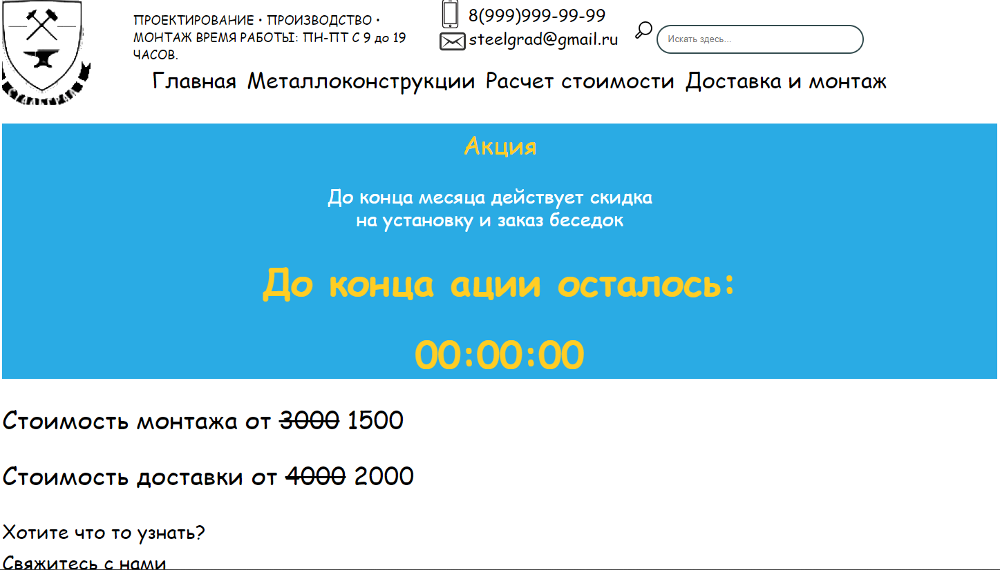 ПРОЕКТИРОВАНИЕ • ПРОИЗВОДСТВО •
МОНТАЖ ВРЕМЯ РАБОТЫ: ПН-ПТ С 9 до 19
ЧАСОВ.
8(999)999-99-99
steelgrad@gmail.ru
Искать здесь...
Главная Металлоконструкции Расчет стоимости Доставка и монтаж
Акция
До конца месяца действует скидка
на установку и заказ беседок
До конца ации осталось:
00:00:00
Стоимость монтажа от 3000 1500
Стоимость доставки от 4000 2000
Хотите что то узнать?
Свяжитесь с нами